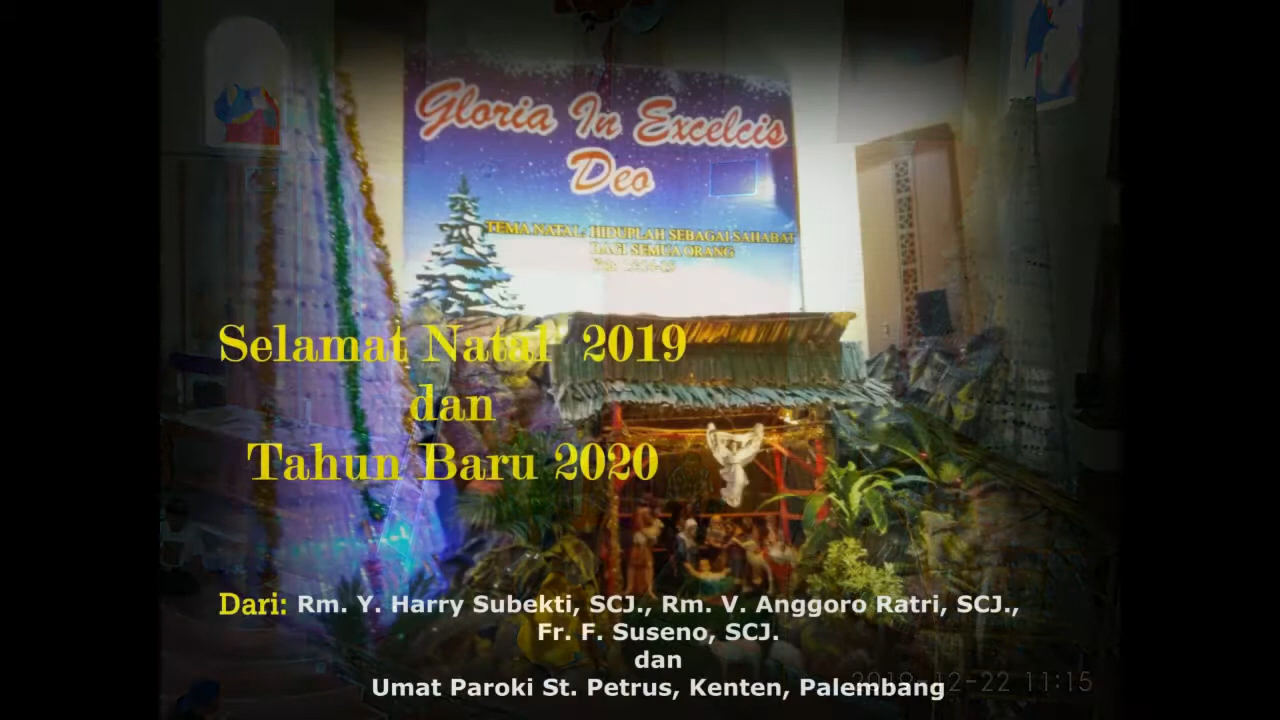 Gloria In Excelcis
Deo
TEMA NATAL: HIDUPLAH SEBAGAI SAHABAT
BAGI SEMUA ORANG
Selamat Natal 2019
dan
Tahun Baru 2020
Dari: Rm. Y. Harry Subekti, SCJ., Rm. V. Anggoro Ratri, SCJ.,
Fr. F. Suseno, SCJ.
dan
Umat Paroki St. Petrus, Kenten, Palembang
12-22 11:15